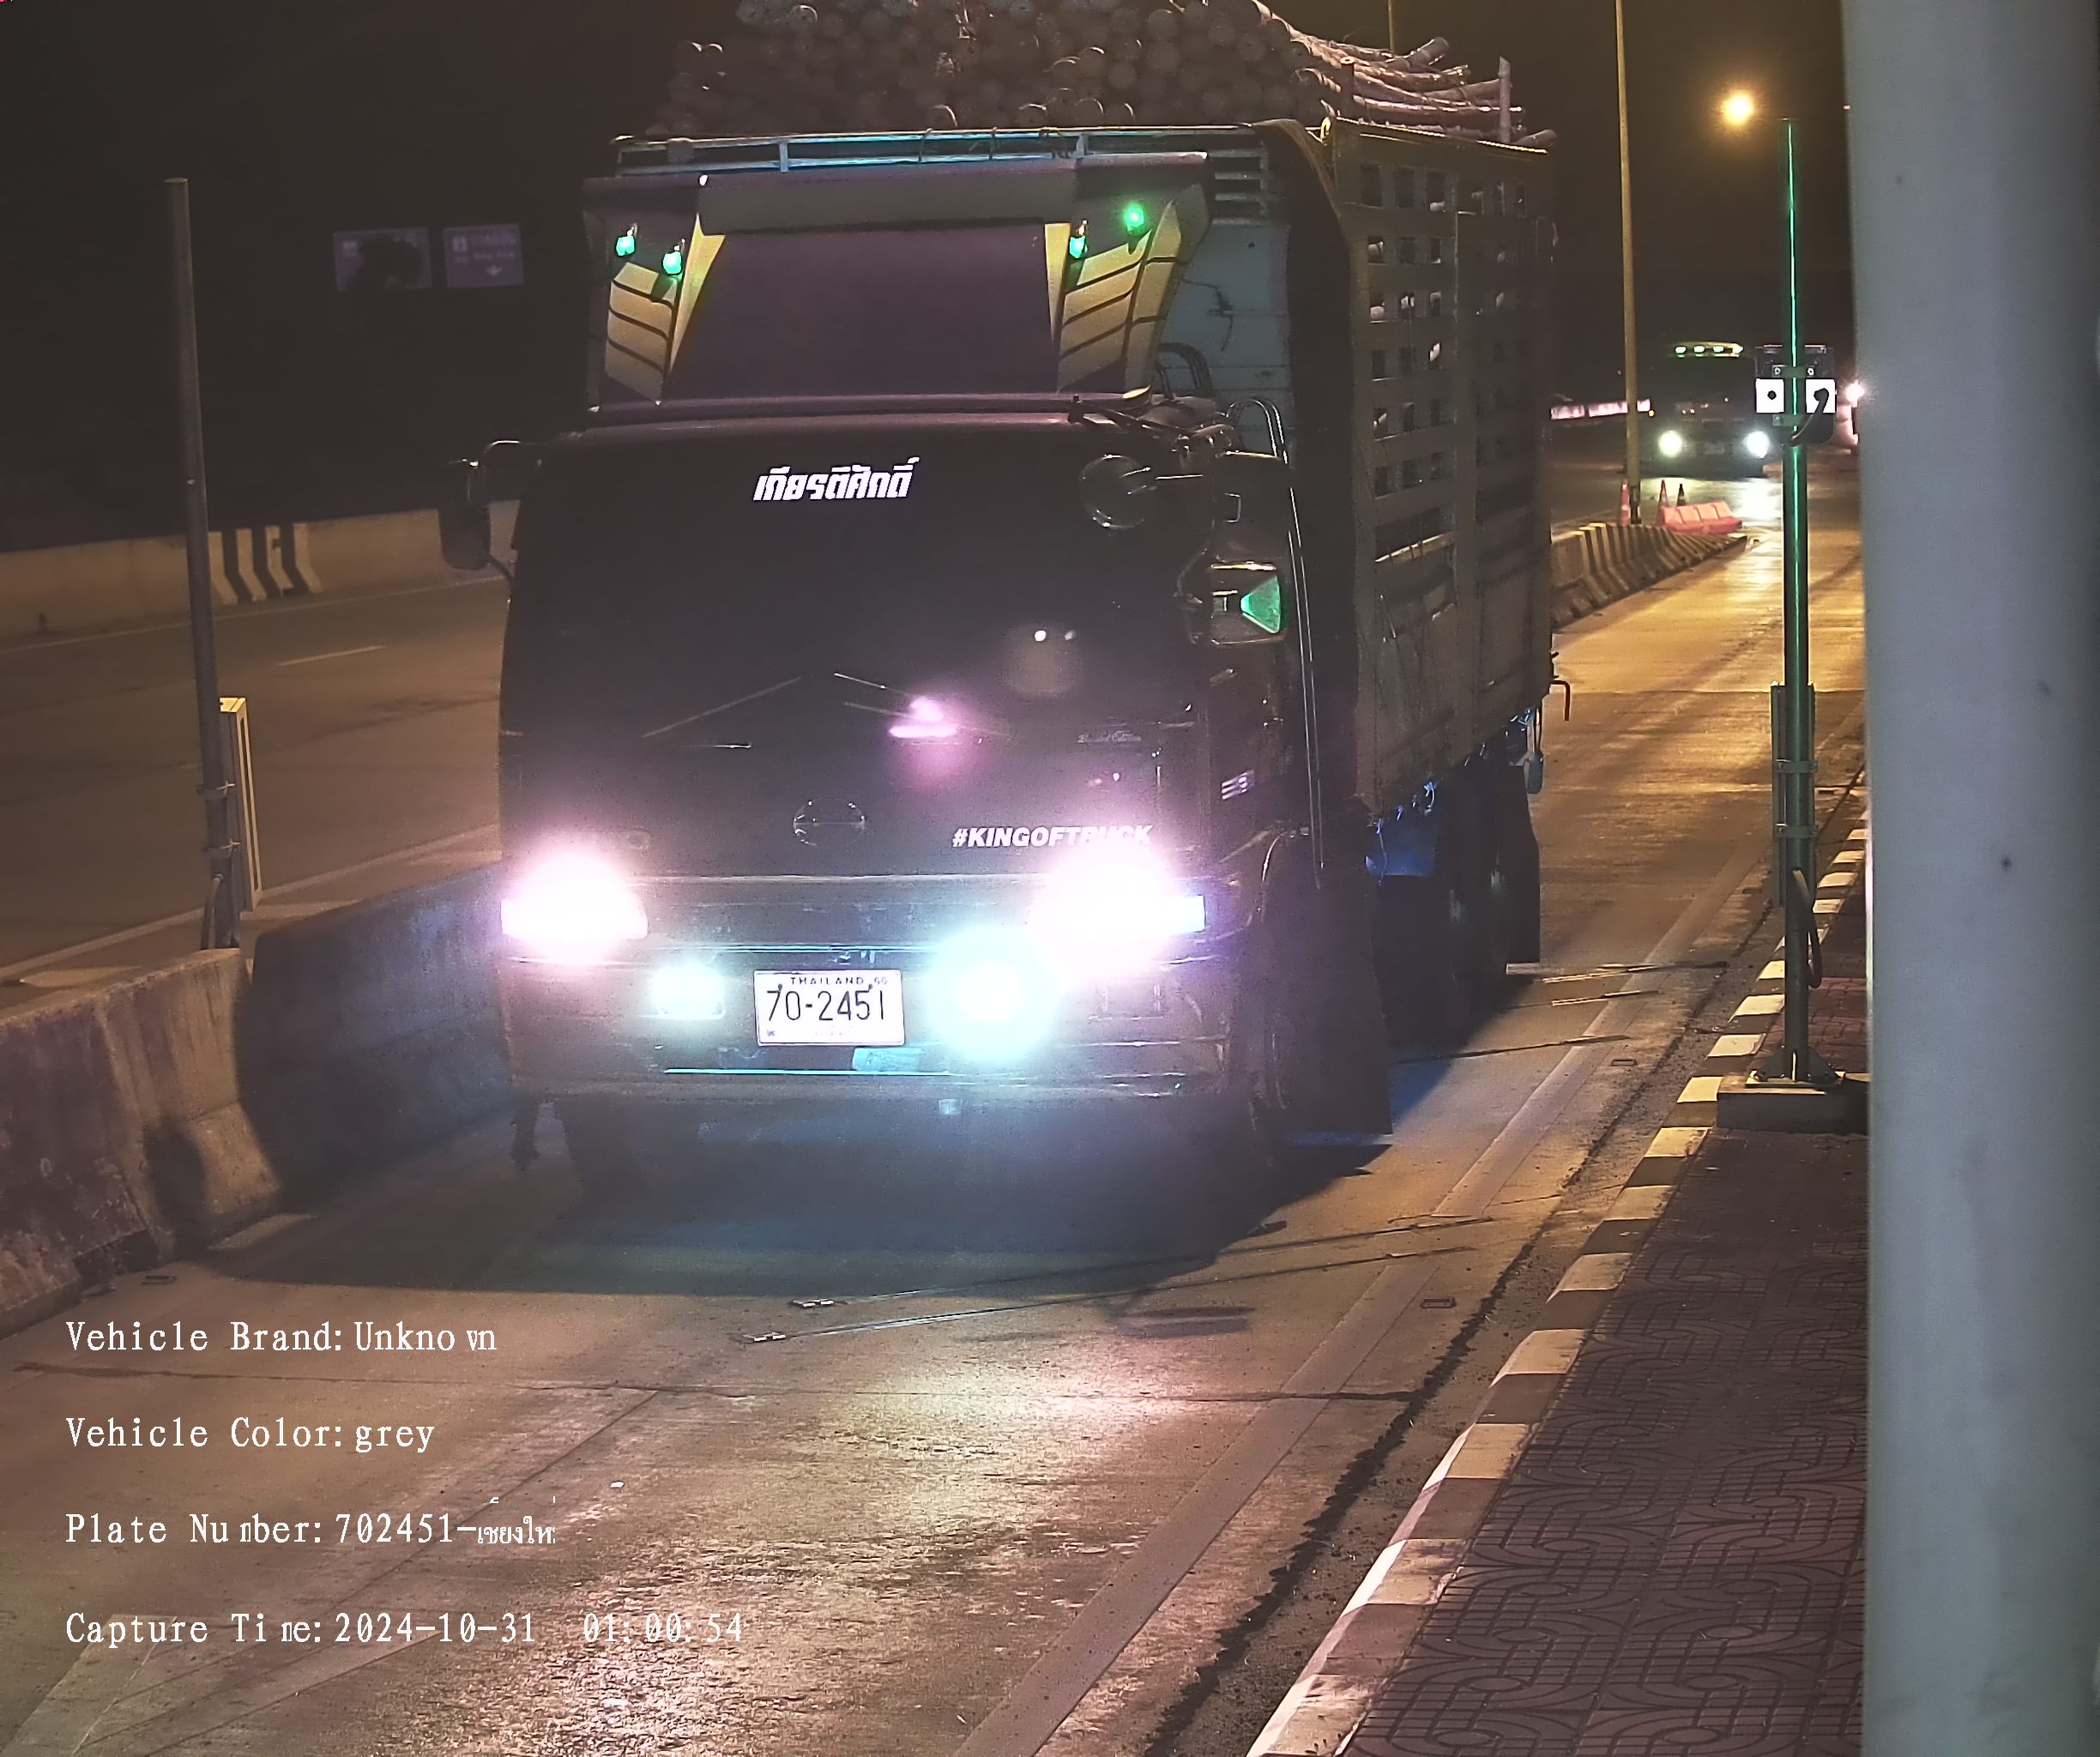 เกียรติศักดิ์
#KINGOFTRUCK
THAILAND
70-2451
Vehicle Brand:Unknown
Vehicle Color:grey
Plate Number:702451-เชียงใหม่
Capture Time:2024-10-31 01:00:54